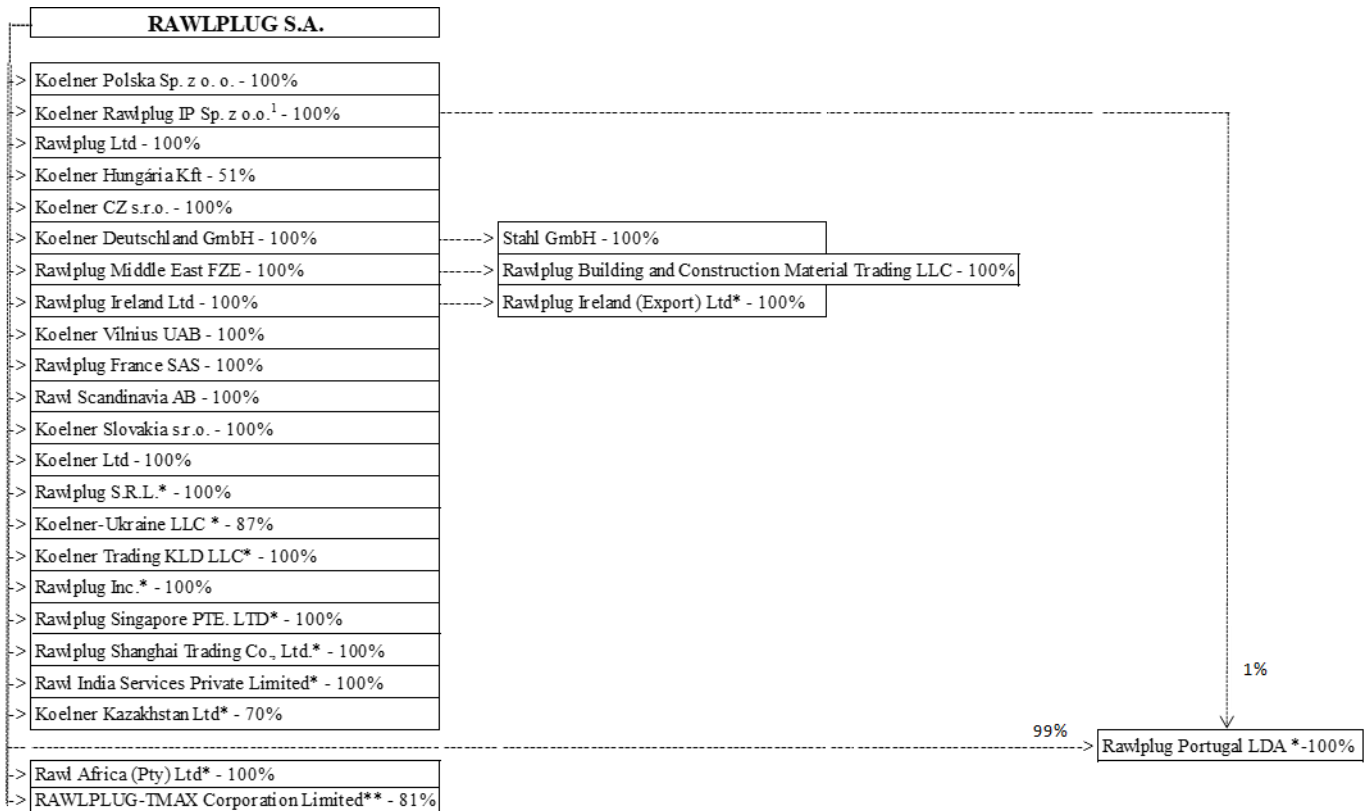 RAWLPLUG S.A.
Koelner Polska Sp. z o. o. - 100%
Koelner Rawlplug IP Sp. z o.o.¹ - 100%
Rawlplug Ltd - 100%
Koelner Hungária Kft - 51%
Koelner CZ s.r.o. - 100%
Koelner Deutschland GmbH - 100%
Stahl GmbH - 100%
Rawlplug Middle East FZE - 100%
Rawlplug Building and Construction Material Trading LLC - 100%
Rawlplug Ireland Ltd - 100%
Rawlplug Ireland (Export) Ltd* - 100%
Koelner Vilnius UAB - 100%
Rawlplug France SAS - 100%
Rawl Scandinavia AB - 100%
Koelner Slovakia s.r.o. - 100%
Koelner Ltd - 100%
Rawlplug S.R.L.* - 100%
Koelner-Ukraine LLC * - 87%
Koelner Trading KLD LLC* - 100%
Rawlplug Inc.* - 100%
Rawlplug Singapore PTE. LTD* - 100%
Rawlplug Shanghai Trading Co., Ltd.* - 100%
1%
Rawl India Services Private Limited* - 100%
Koelner Kazakhstan Ltd* - 70%
99%
Rawlplug Portugal LDA *-100%
Rawl Africa (Pty) Ltd* - 100%
RAWLPLUG-TMAX Corporation Limited** - 81%